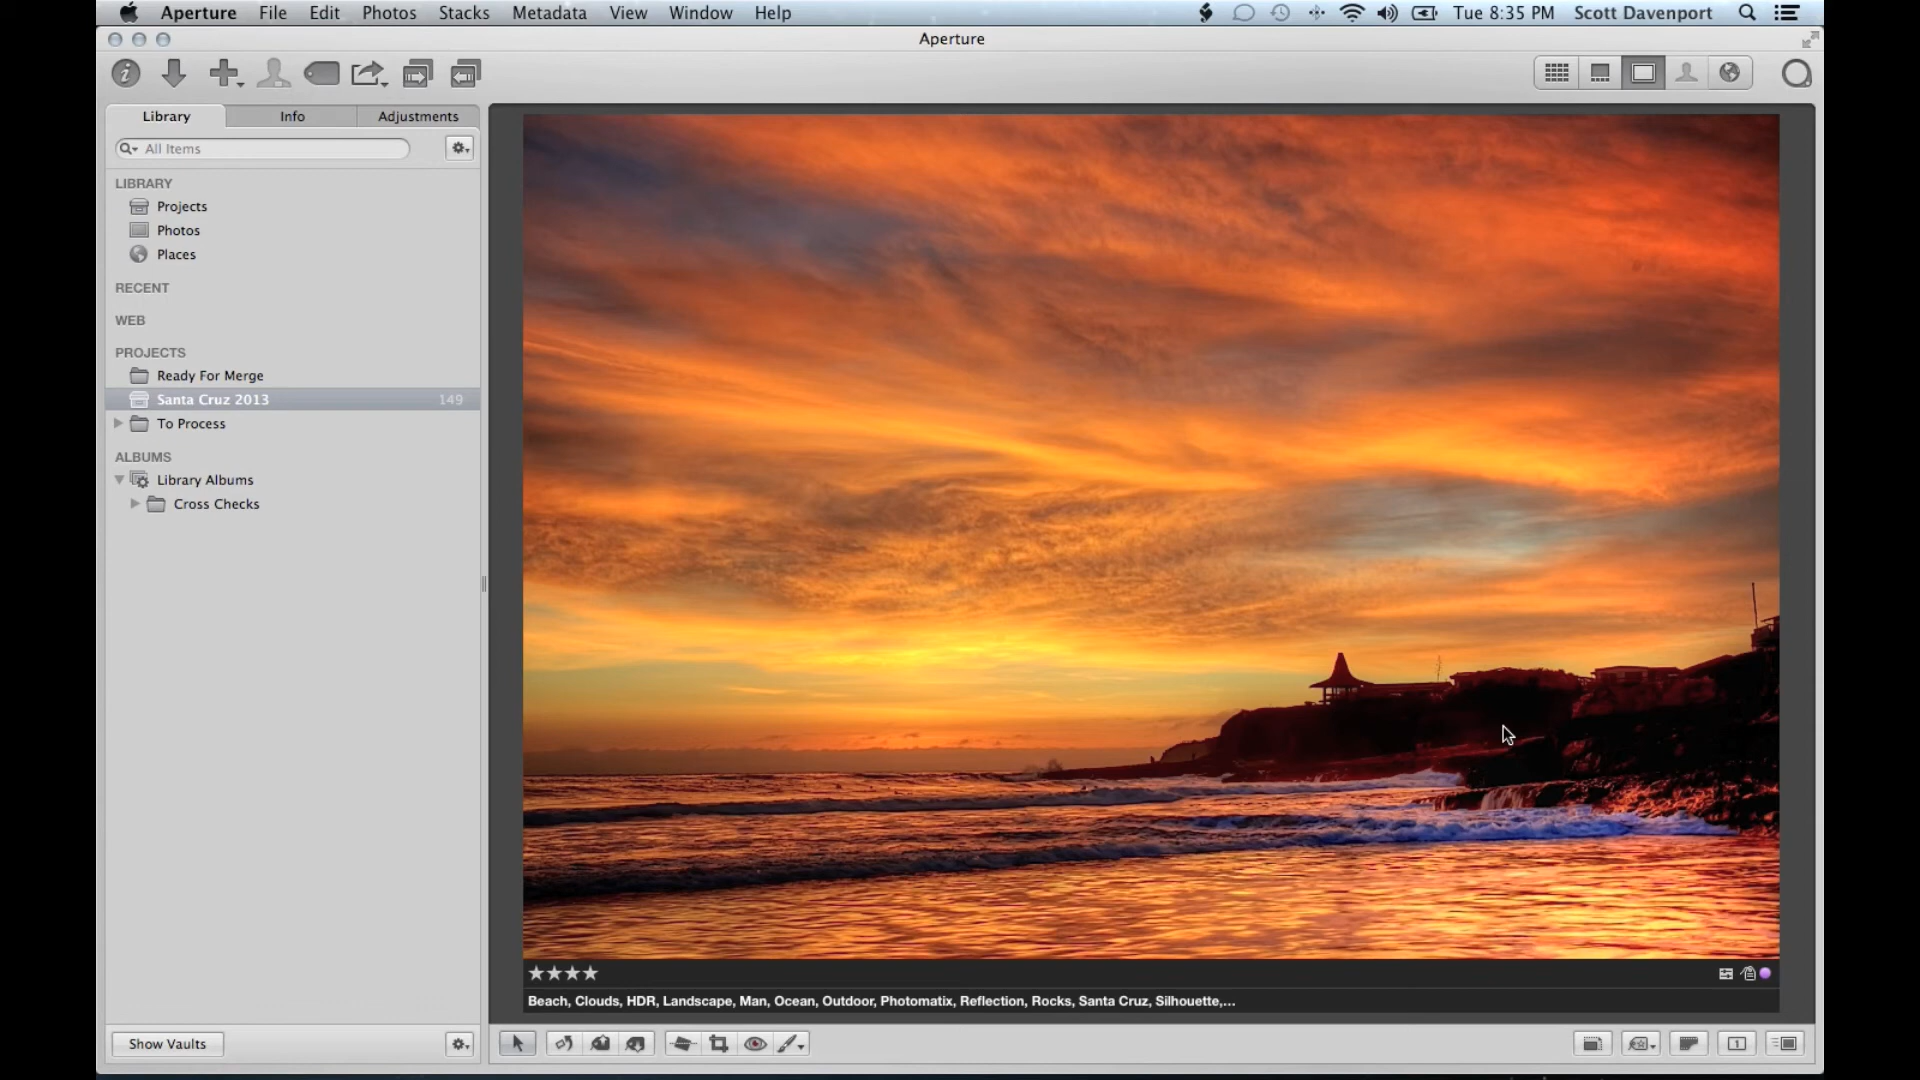 Aperture File Edit Photos Stacks Metadata View Window Help Tue 8:35 PM Scott Davenport
Aperture
Library Info Adjustments
All Items
LIBRARY
Projects
Photos
Places
RECENT
WEB
PROJECTS
Ready For Merge
Santa Cruz 2013 149
To Process
ALBUMS
Library Albums
Cross Checks
Beach, Clouds, HDR, Landscape, Man, Ocean, Outdoor, Photomatix, Reflection, Rocks, Santa Cruz, Silhouette,...
Show Vaults
1